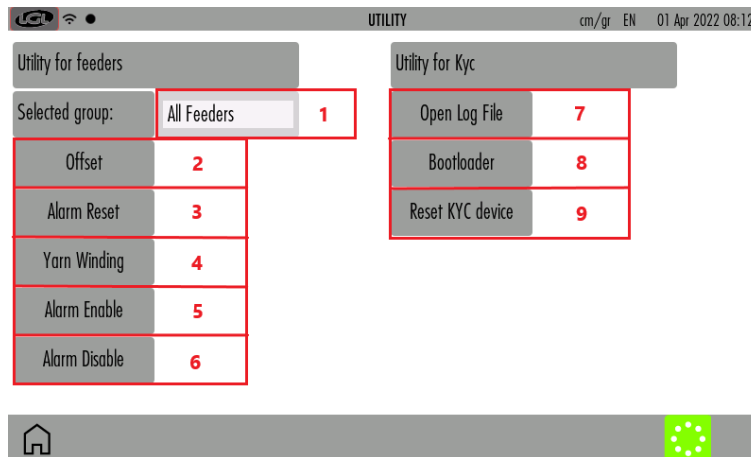 LGL UTILITY cm/gr EN 01 Apr 2022 08:12
Utility for feeders
Selected group: All Feeders 1
Offset 2
Alarm Reset 3
Yarn Winding 4
Alarm Enable 5
Alarm Disable 6
Utility for Kyc
Open Log File 7
Bootloader 8
Reset KYC device 9